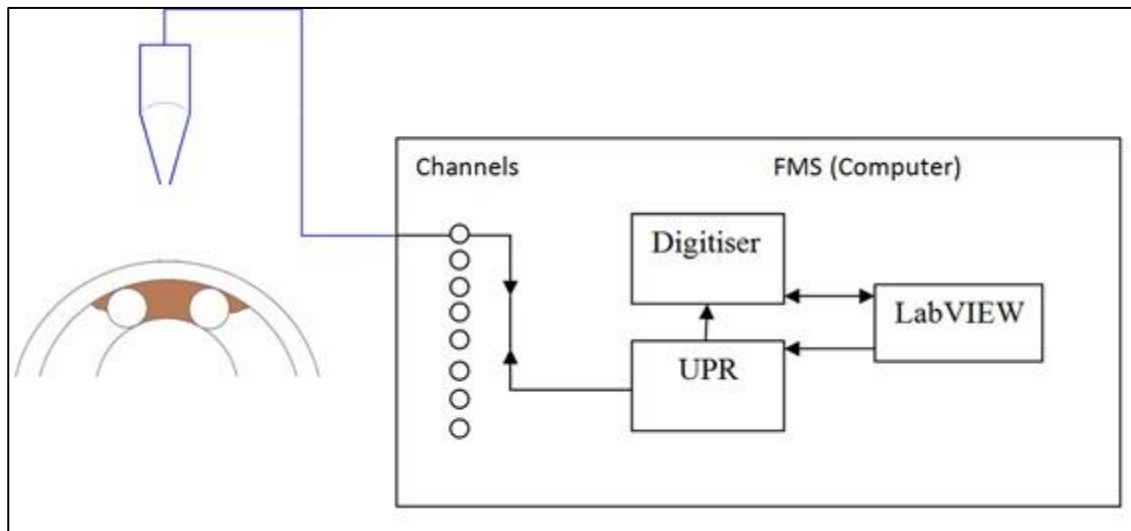 Channels
FMS (Computer)
Digitiser
LabVIEW
UPR